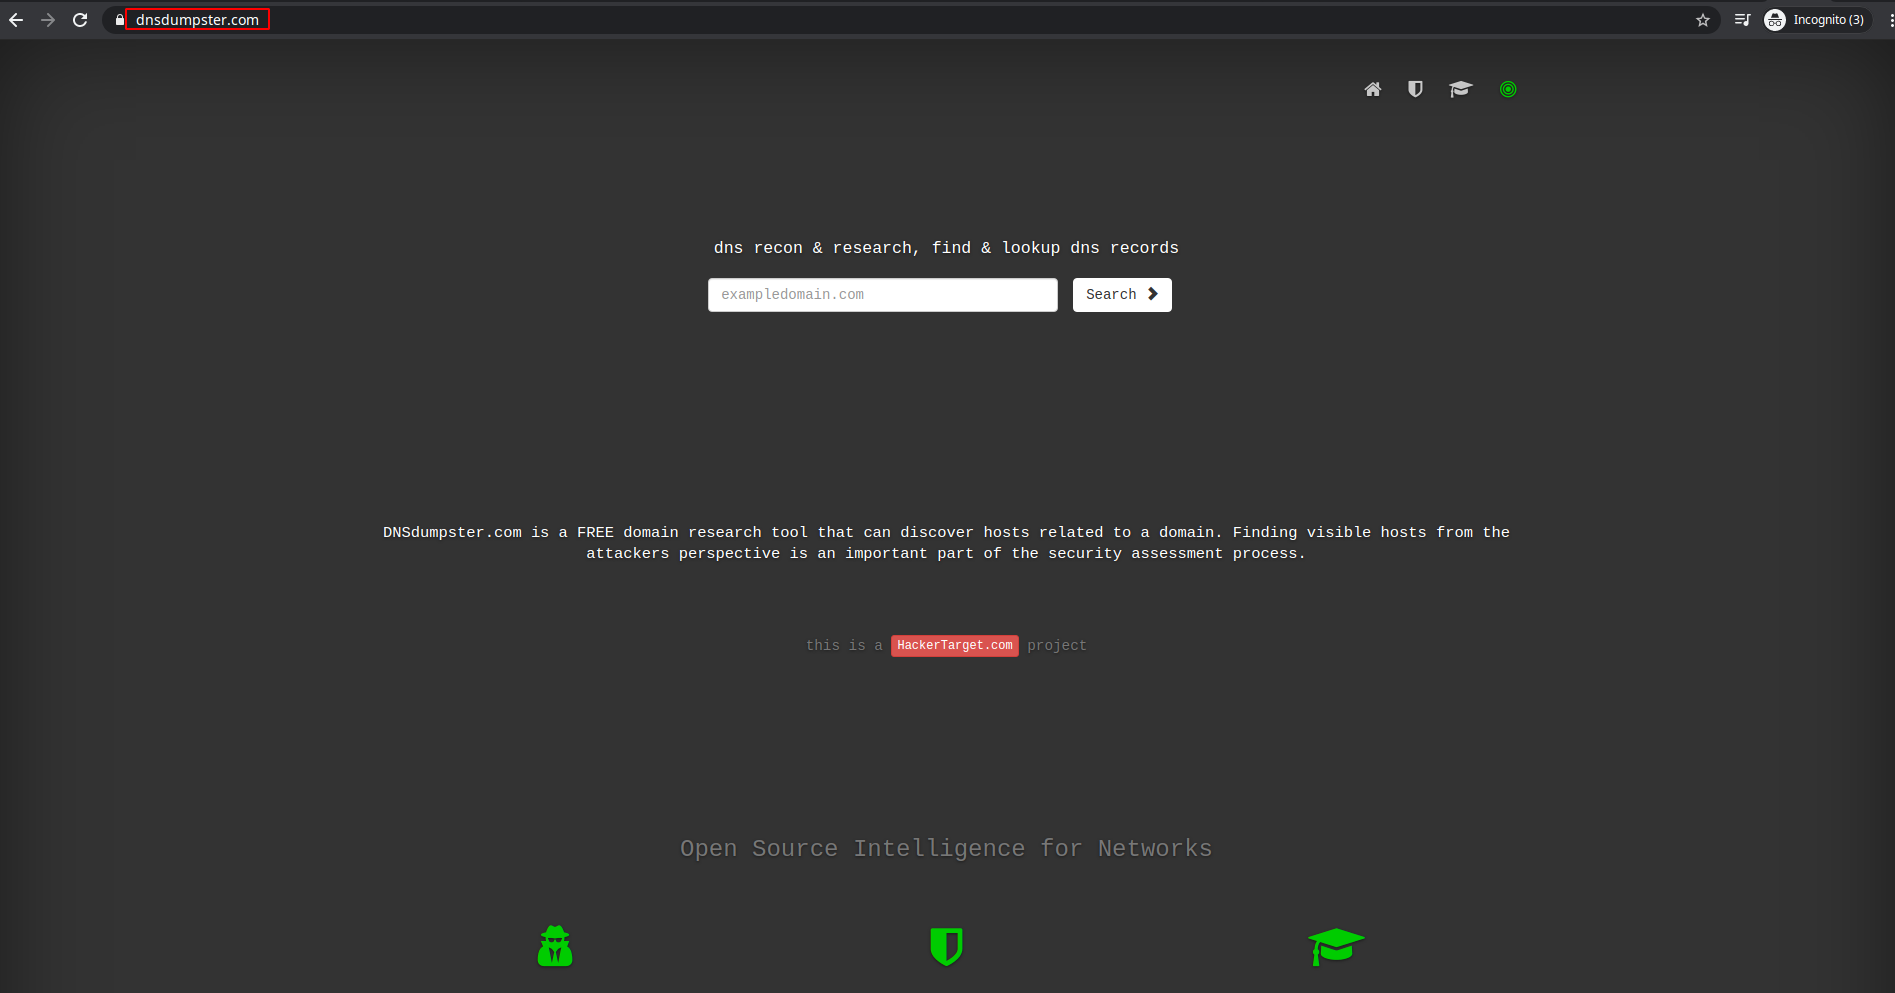 dnsdumpster.com
Incognito (3)
dns recon & research, find & lookup dns records
exampledomain.com
Search
DNSdumpster.com is a FREE domain research tool that can discover hosts related to a domain. Finding visible hosts from the
attackers perspective is an important part of the security assessment process.
this is a HackerTarget.com project
Open Source Intelligence for Networks